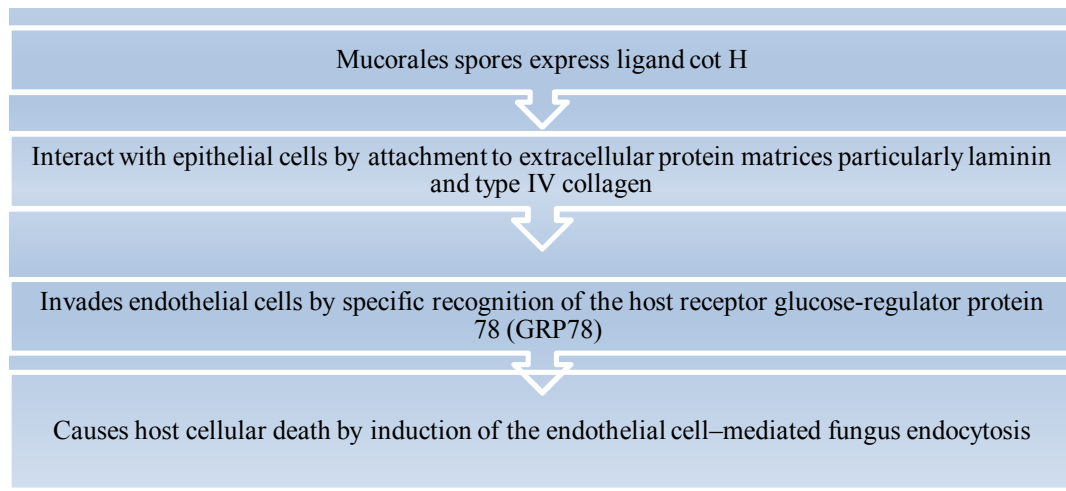 Mucorales spores express ligand cot H
Interact with epithelial cells by attachment to extracellular protein matrices particularly laminin
and type IV collagen
Invades endothelial cells by specific recognition of the host receptor glucose-regulator protein
78 (GRP78)
Causes host cellular death by induction of the endothelial cell–mediated fungus endocytosis